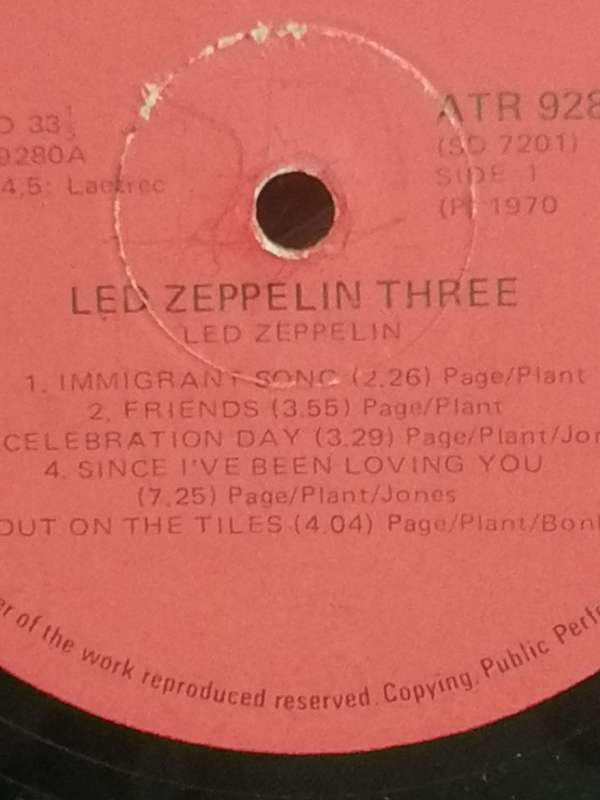 33⅓
9280A
4,5: Laetrec
ATR 928
(SD 7201)
SIDE 1
(P) 1970
LED ZEPPELIN THREE
LED ZEPPELIN
1. IMMIGRANT SONG (2.26) Page/Plant
2. FRIENDS (3.55) Page/Plant
CELEBRATION DAY (3.29) Page/Plant/Jon
4. SINCE I'VE BEEN LOVING YOU
(7.25) Page/Plant/Jones
OUT ON THE TILES (4.04) Page/Plant/Bon
er of the work reproduced reserved. Copying, Public Perfo